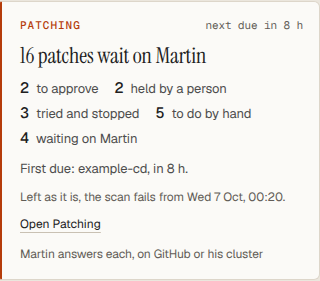 PATCHING next due in 8 h
16 patches wait on Martin
2 to approve 2 held by a person
3 tried and stopped 5 to do by hand
4 waiting on Martin
First due: example-cd, in 8 h.
Left as it is, the scan fails from Wed 7 Oct, 00:20.
Open Patching
Martin answers each, on GitHub or his cluster